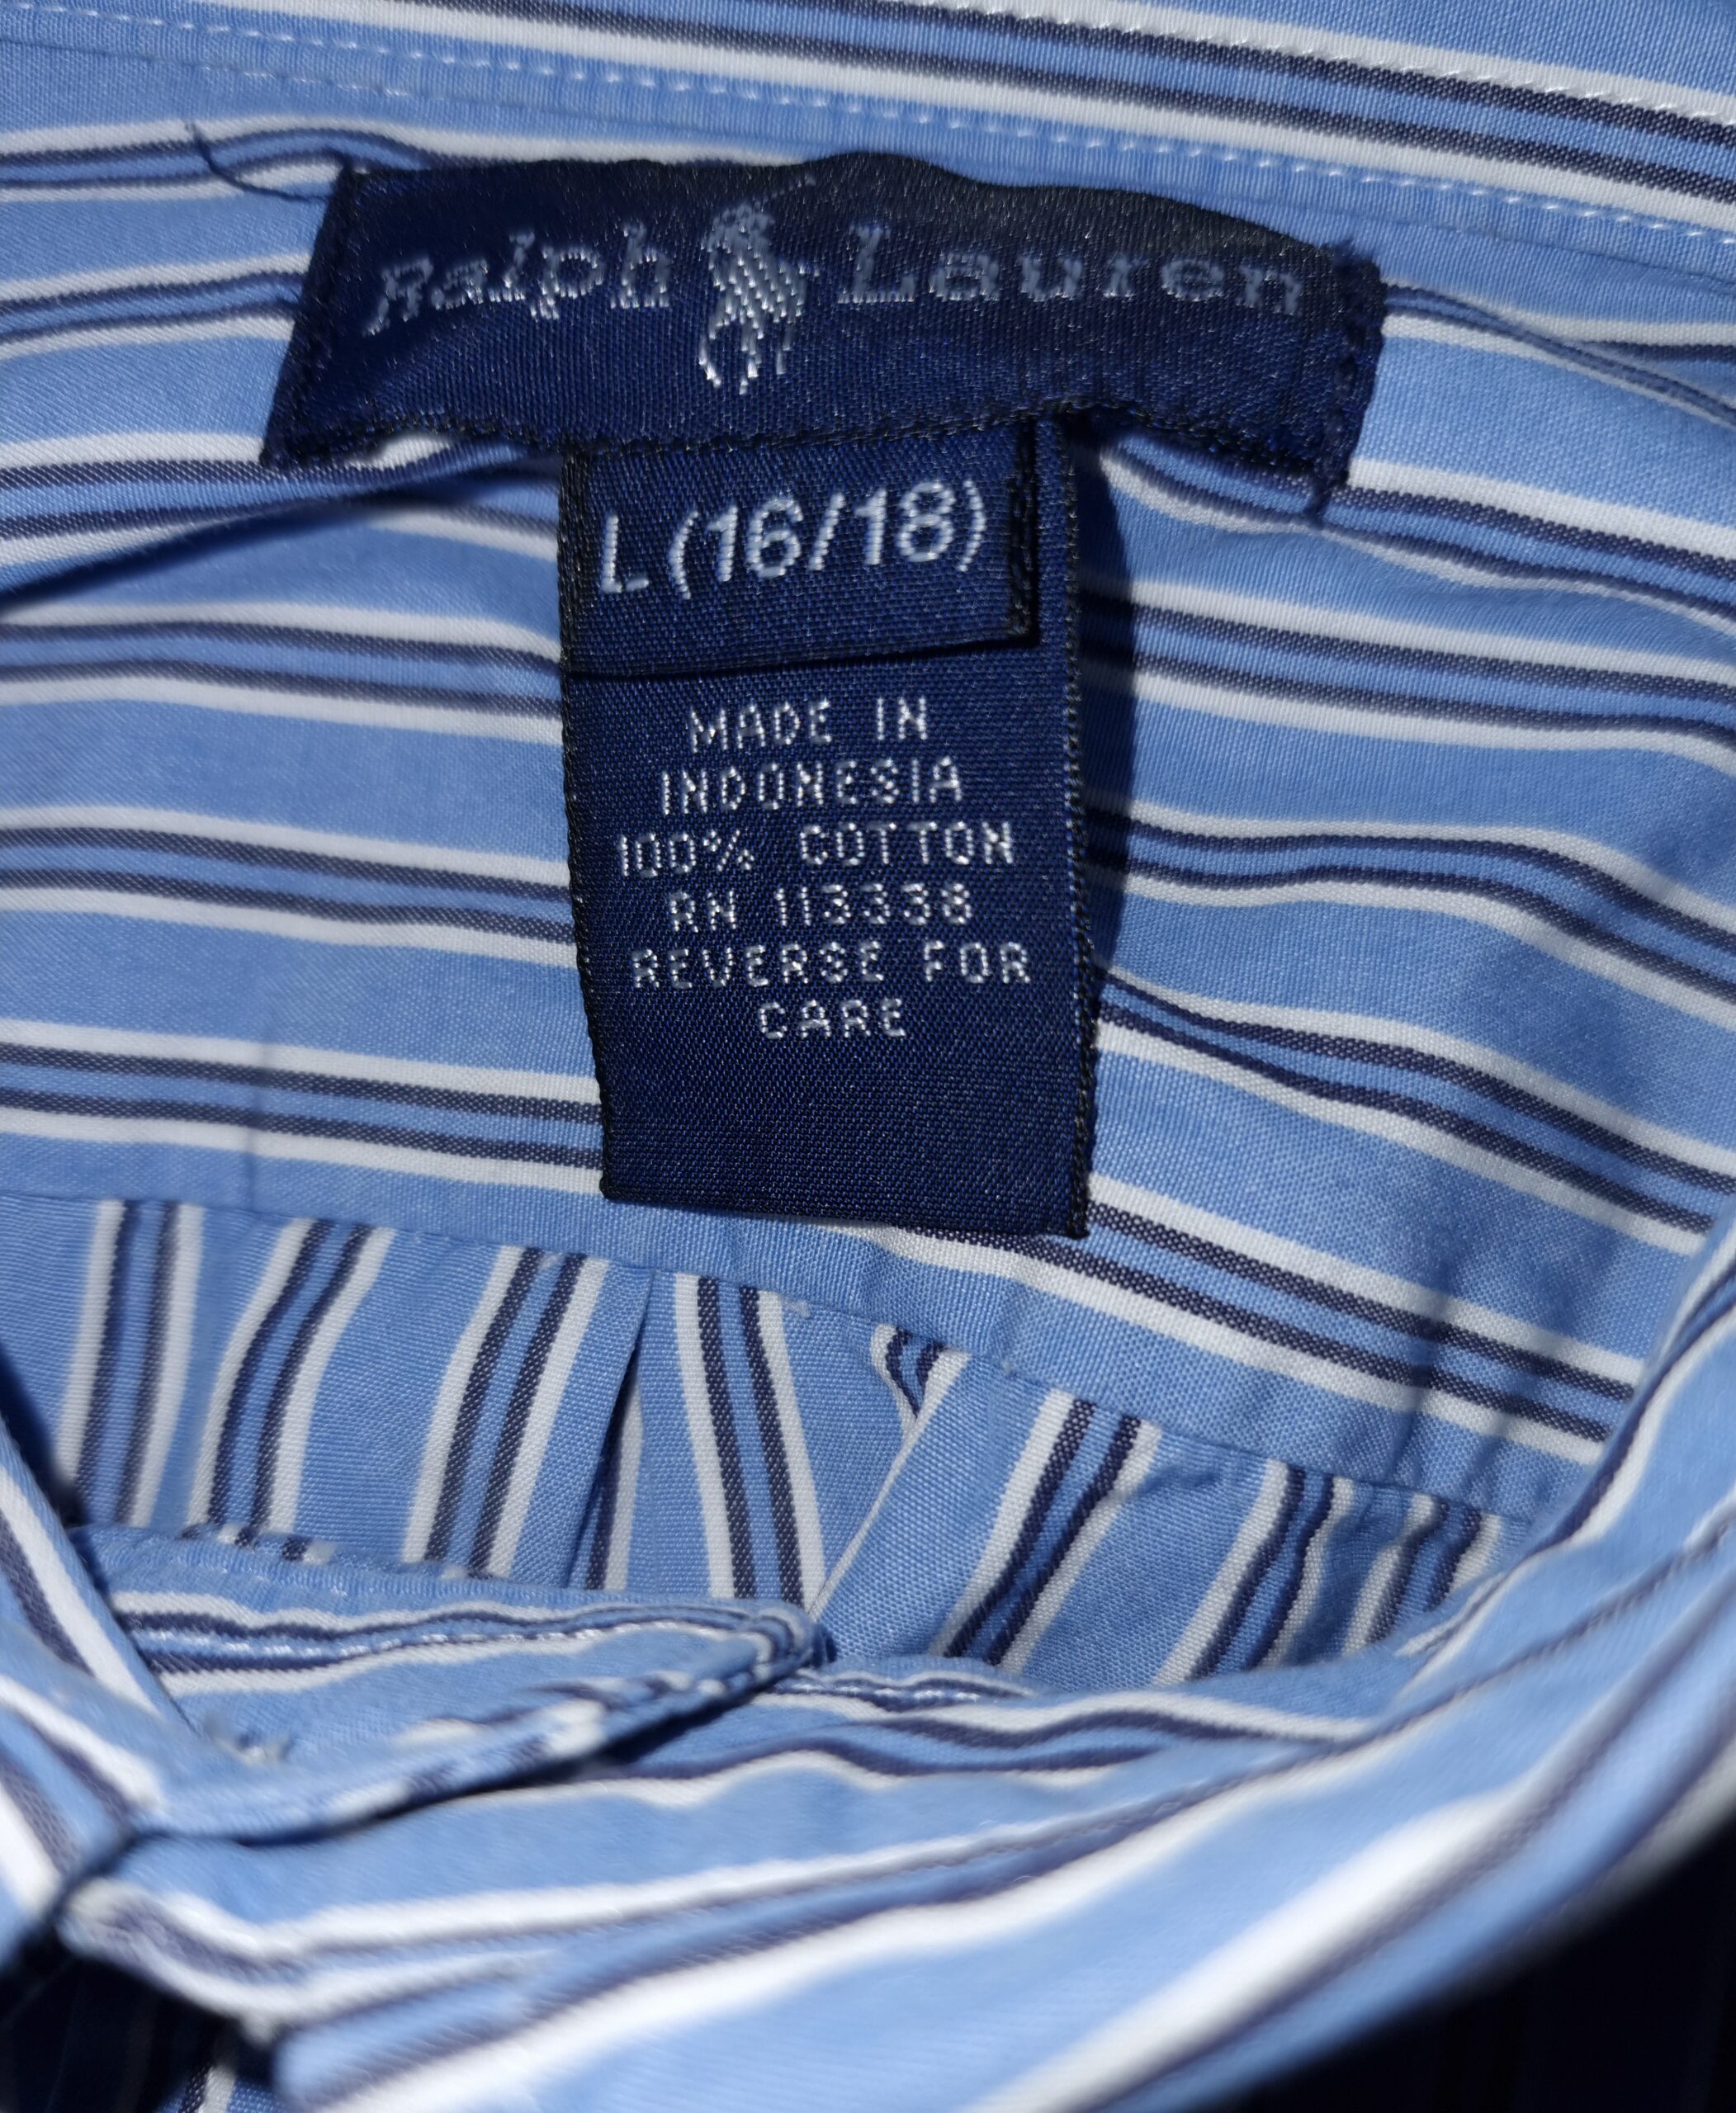 Ralph Lauren
L (16/18)
MADE IN
INDONESIA
100% COTTON
RN 113338
REVERSE FOR
CARE